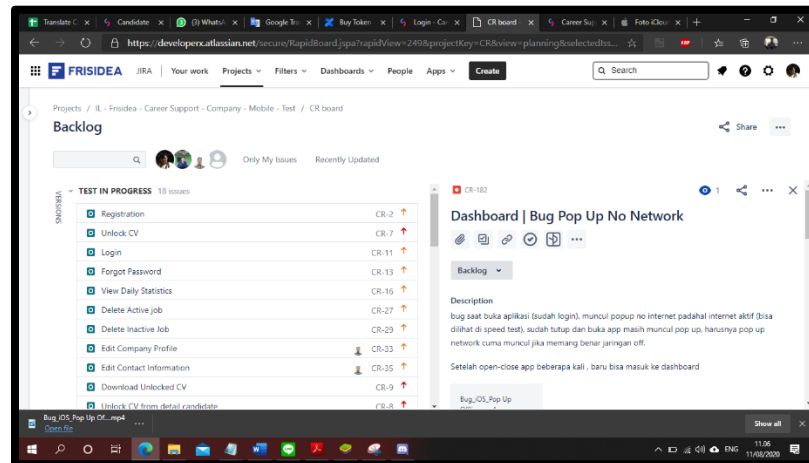 Translate C
Candidate
(3) WhatsA
Google Tra
Buy Token
Login - Car
CR board -
Career Sup
Foto iClou
https://developerx.atlassian.net/secure/RapidBoard.jspa?rapidView=249&projectKey=CR&view=planning&selectedIss...
FRISIDEA JIRA Your work Projects Filters Dashboards People Apps Create Search
Projects / IL - Frisidea - Career Support - Company - Mobile - Test / CR board
Backlog
Share
Only My Issues Recently Updated
VERSIONS
TEST IN PROGRESS 18 issues
Registration CR-2
Unlock CV CR-7
Login CR-11
Forgot Password CR-13
View Daily Statistics CR-16
Delete Active job CR-27
Delete Inactive Job CR-29
Edit Company Profile CR-33
Edit Contact Information CR-35
Download Unlocked CV CR-9
Unlock CV from detail candidate CR-8
CR-182
1
Dashboard | Bug Pop Up No Network
Backlog
Description
bug saat buka aplikasi (sudah login). muncul popup no internet padahal internet aktif (bisa
dilihat di speed test), sudah tutup dan buka app masih muncul pop up, harusnya pop up
network cuma muncul jika memang benar jaringan off.
Setelah open-close app beberapa kali , baru bisa masuk ke dashboard
Bug_iOS_Pop Up
Bug_iOS_Pop Up Of....mp4
Open file
Show all
ENG
11.06
11/08/2020